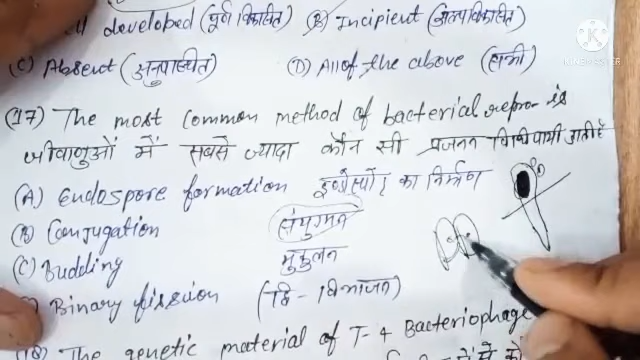 developed (पूर्ण विकसित) (B) Incipient (अल्पविकसित)
(C) Absent (अनुपस्थित) (D) All of the above (सभी)
(17) The most common method of bacterial repro- is
जीवाणुओं में सबसे ज्यादा कौन सी प्रजनन विधि पायी जाती है
(A) Endospore formation इण्डोस्पोर का निर्माण
(B) Conjugation संयुग्मन
(C) Budding मुकुलन
Binary fission (द्वि-विभाजन)
The genetic material of T-4 Bacteriophage
KINEMASTER